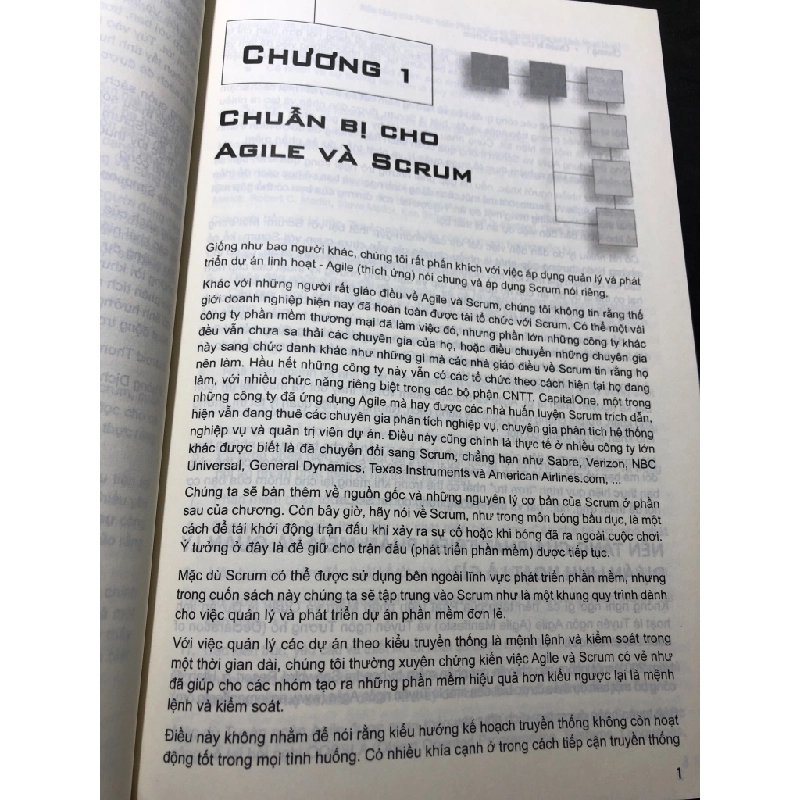 CHƯƠNG 1
CHUẨN BỊ CHO
AGILE VÀ SCRUM
Giống như bao người khác, chúng tôi rất phấn khích với việc áp dụng quản lý và phát
triển dự án linh hoạt - Agile (thích ứng) nói chung và áp dụng Scrum nói riêng.
Khác với những người rất giáo điều về Agile và Scrum, chúng tôi không tin rằng thế
giới doanh nghiệp hiện nay đã hoàn toàn được tái tổ chức với Scrum. Có thể một vài
công ty phần mềm thương mại đã làm việc đó, nhưng phần lớn những công ty khác
đều vẫn chưa sa thải các chuyên gia của họ, hoặc điều chuyển những chuyên gia
này sang chức danh khác như những gì mà các nhà giáo điều về Scrum tin rằng họ
nên làm. Hầu hết những công ty này vẫn có các tổ chức theo cách hiện tại họ đang
làm, với nhiều chức năng riêng biệt trong các bộ phận CNTT. CapitalOne, một trong
những công ty đã ứng dụng Agile mà hay được các nhà huấn luyện Scrum trích dẫn,
hiện vẫn đang thuê các chuyên gia phân tích nghiệp vụ, chuyên gia phân tích hệ thống
nghiệp vụ và quản trị viên dự án. Điều này cũng chính là thực tế ở nhiều công ty lớn
khác được biết là đã chuyển đổi sang Scrum, chẳng hạn như Sabre, Verizon, NBC
Universal, General Dynamics, Texas Instruments và American Airlines.com, ...
Chúng ta sẽ bàn thêm về nguồn gốc và những nguyên lý cơ bản của Scrum ở phần
sau của chương. Còn bây giờ, hãy nói về Scrum, như trong môn bóng bầu dục, là một
cách để tái khởi động trận đấu khi xảy ra sự cố hoặc khi bóng đã ra ngoài cuộc chơi.
Ý tưởng ở đây là để giữ cho trận đấu (phát triển phần mềm) được tiếp tục.
Mặc dù Scrum có thể được sử dụng bên ngoài lĩnh vực phát triển phần mềm, nhưng
trong cuốn sách này chúng ta sẽ tập trung vào Scrum như là một khung quy trình dành
cho việc quản lý và phát triển dự án phần mềm đơn lẻ.
Với việc quản lý các dự án theo kiểu truyền thống là mệnh lệnh và kiểm soát trong
một thời gian dài, chúng tôi thường xuyên chứng kiến việc Agile và Scrum có vẻ như
đã giúp cho các nhóm tạo ra những phần mềm hiệu quả hơn kiểu ngược lại là mệnh
lệnh và kiểm soát.
Điều này không nhằm để nói rằng kiểu hướng kế hoạch truyền thống không còn hoạt
động tốt trong mọi tình huống. Có nhiều khía cạnh ở trong cách tiếp cận truyền thống
1